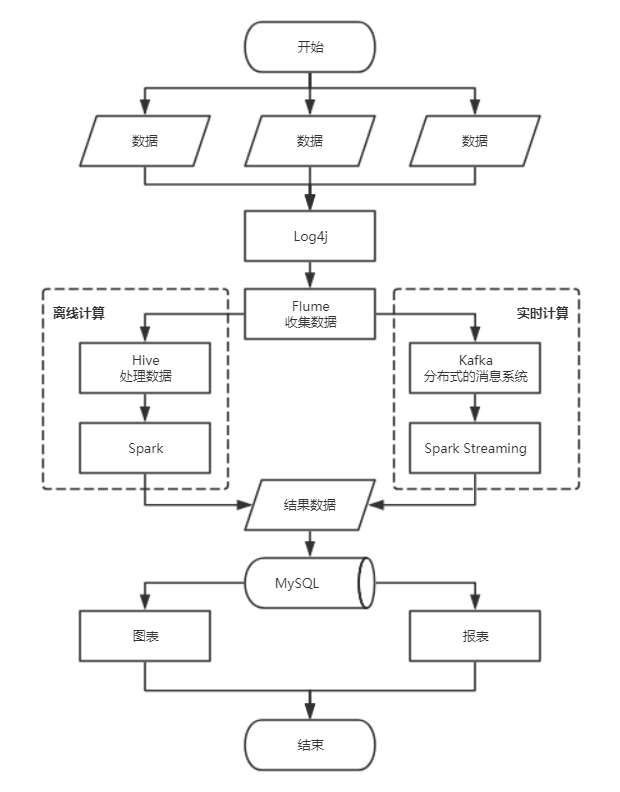 开始
数据
数据
数据
Log4j
Flume
收集数据
离线计算
实时计算
Hive
处理数据
Kafka
分布式的消息系统
Spark
Spark Streaming
结果数据
MySQL
图表
报表
结束